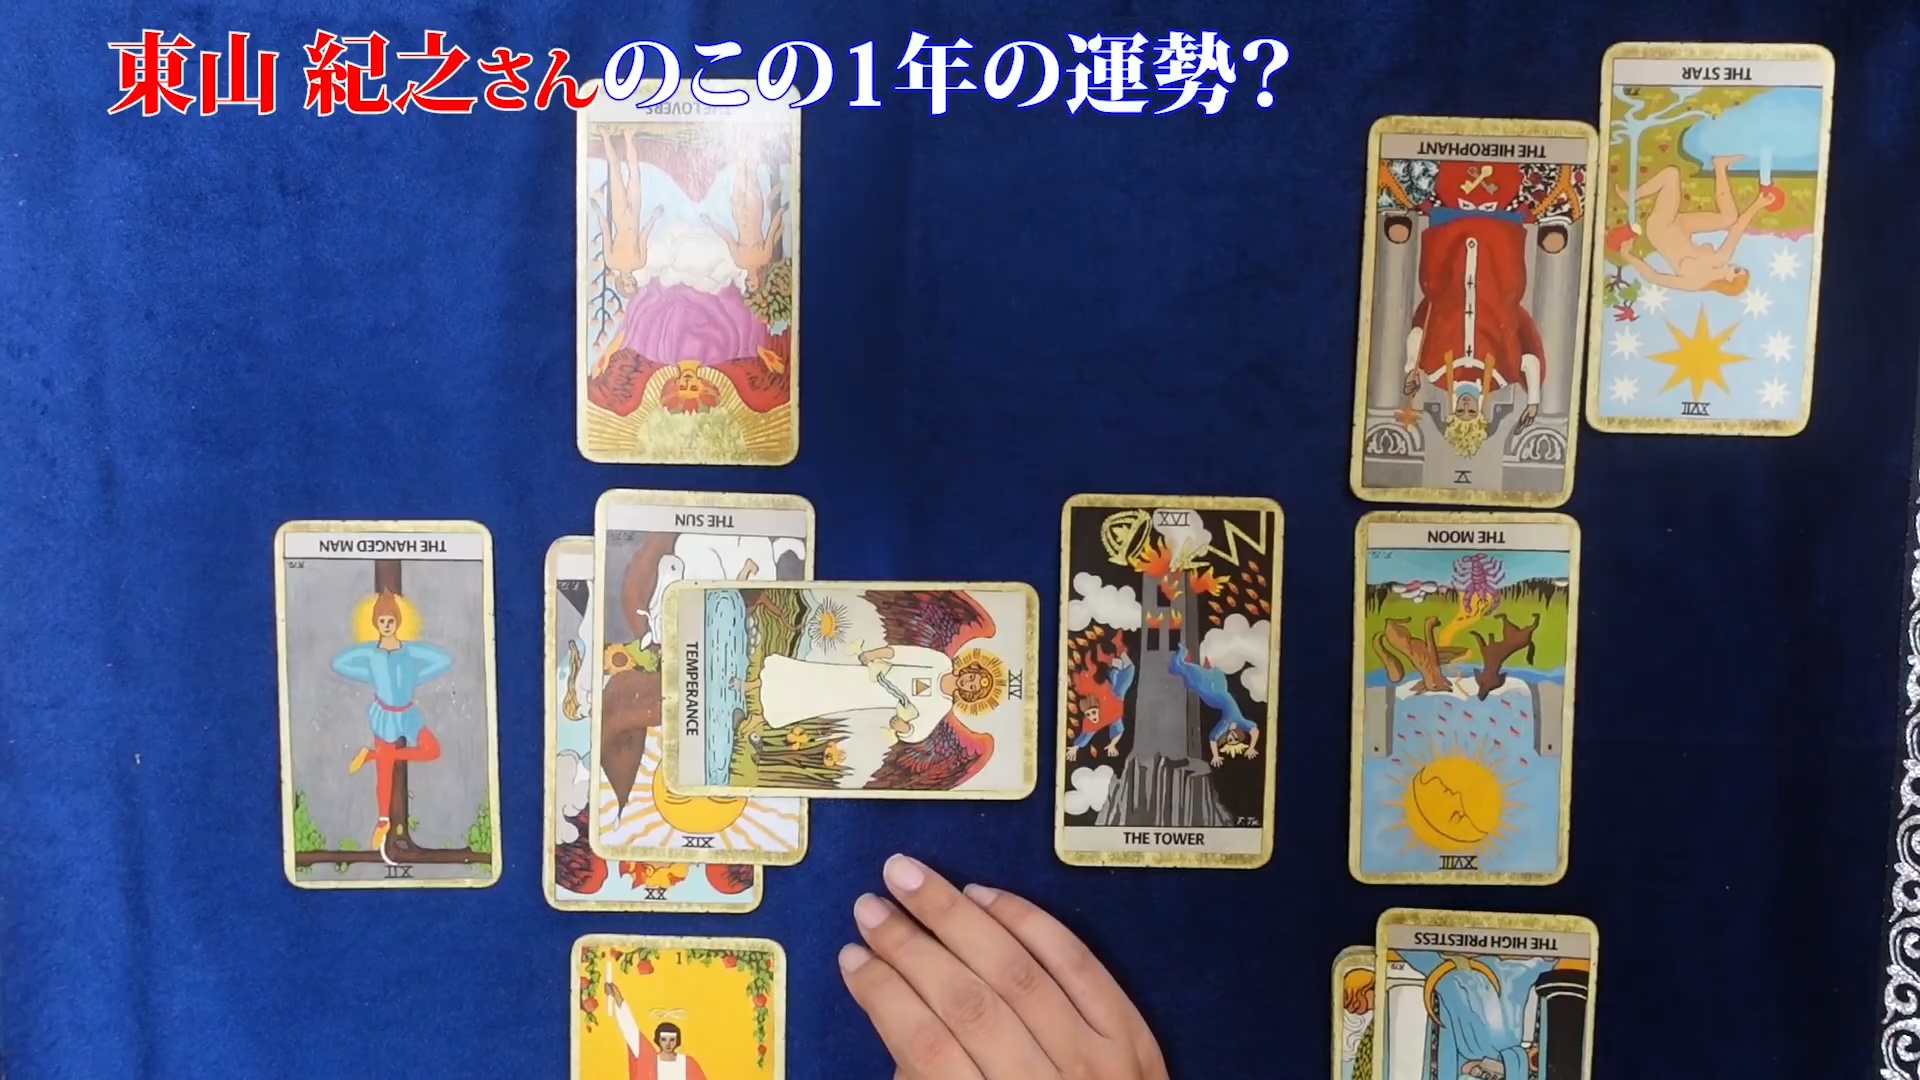 東山 紀之さんのこの1年の運勢?
THE STAR
XVII
THE LOVERS
THE HIEROPHANT
V
THE HANGED MAN
XII
THE SUN
XIX
XX
TEMPERANCE
XIV
XVI
THE TOWER
THE MOON
XVIII
I
THE HIGH PRIESTESS